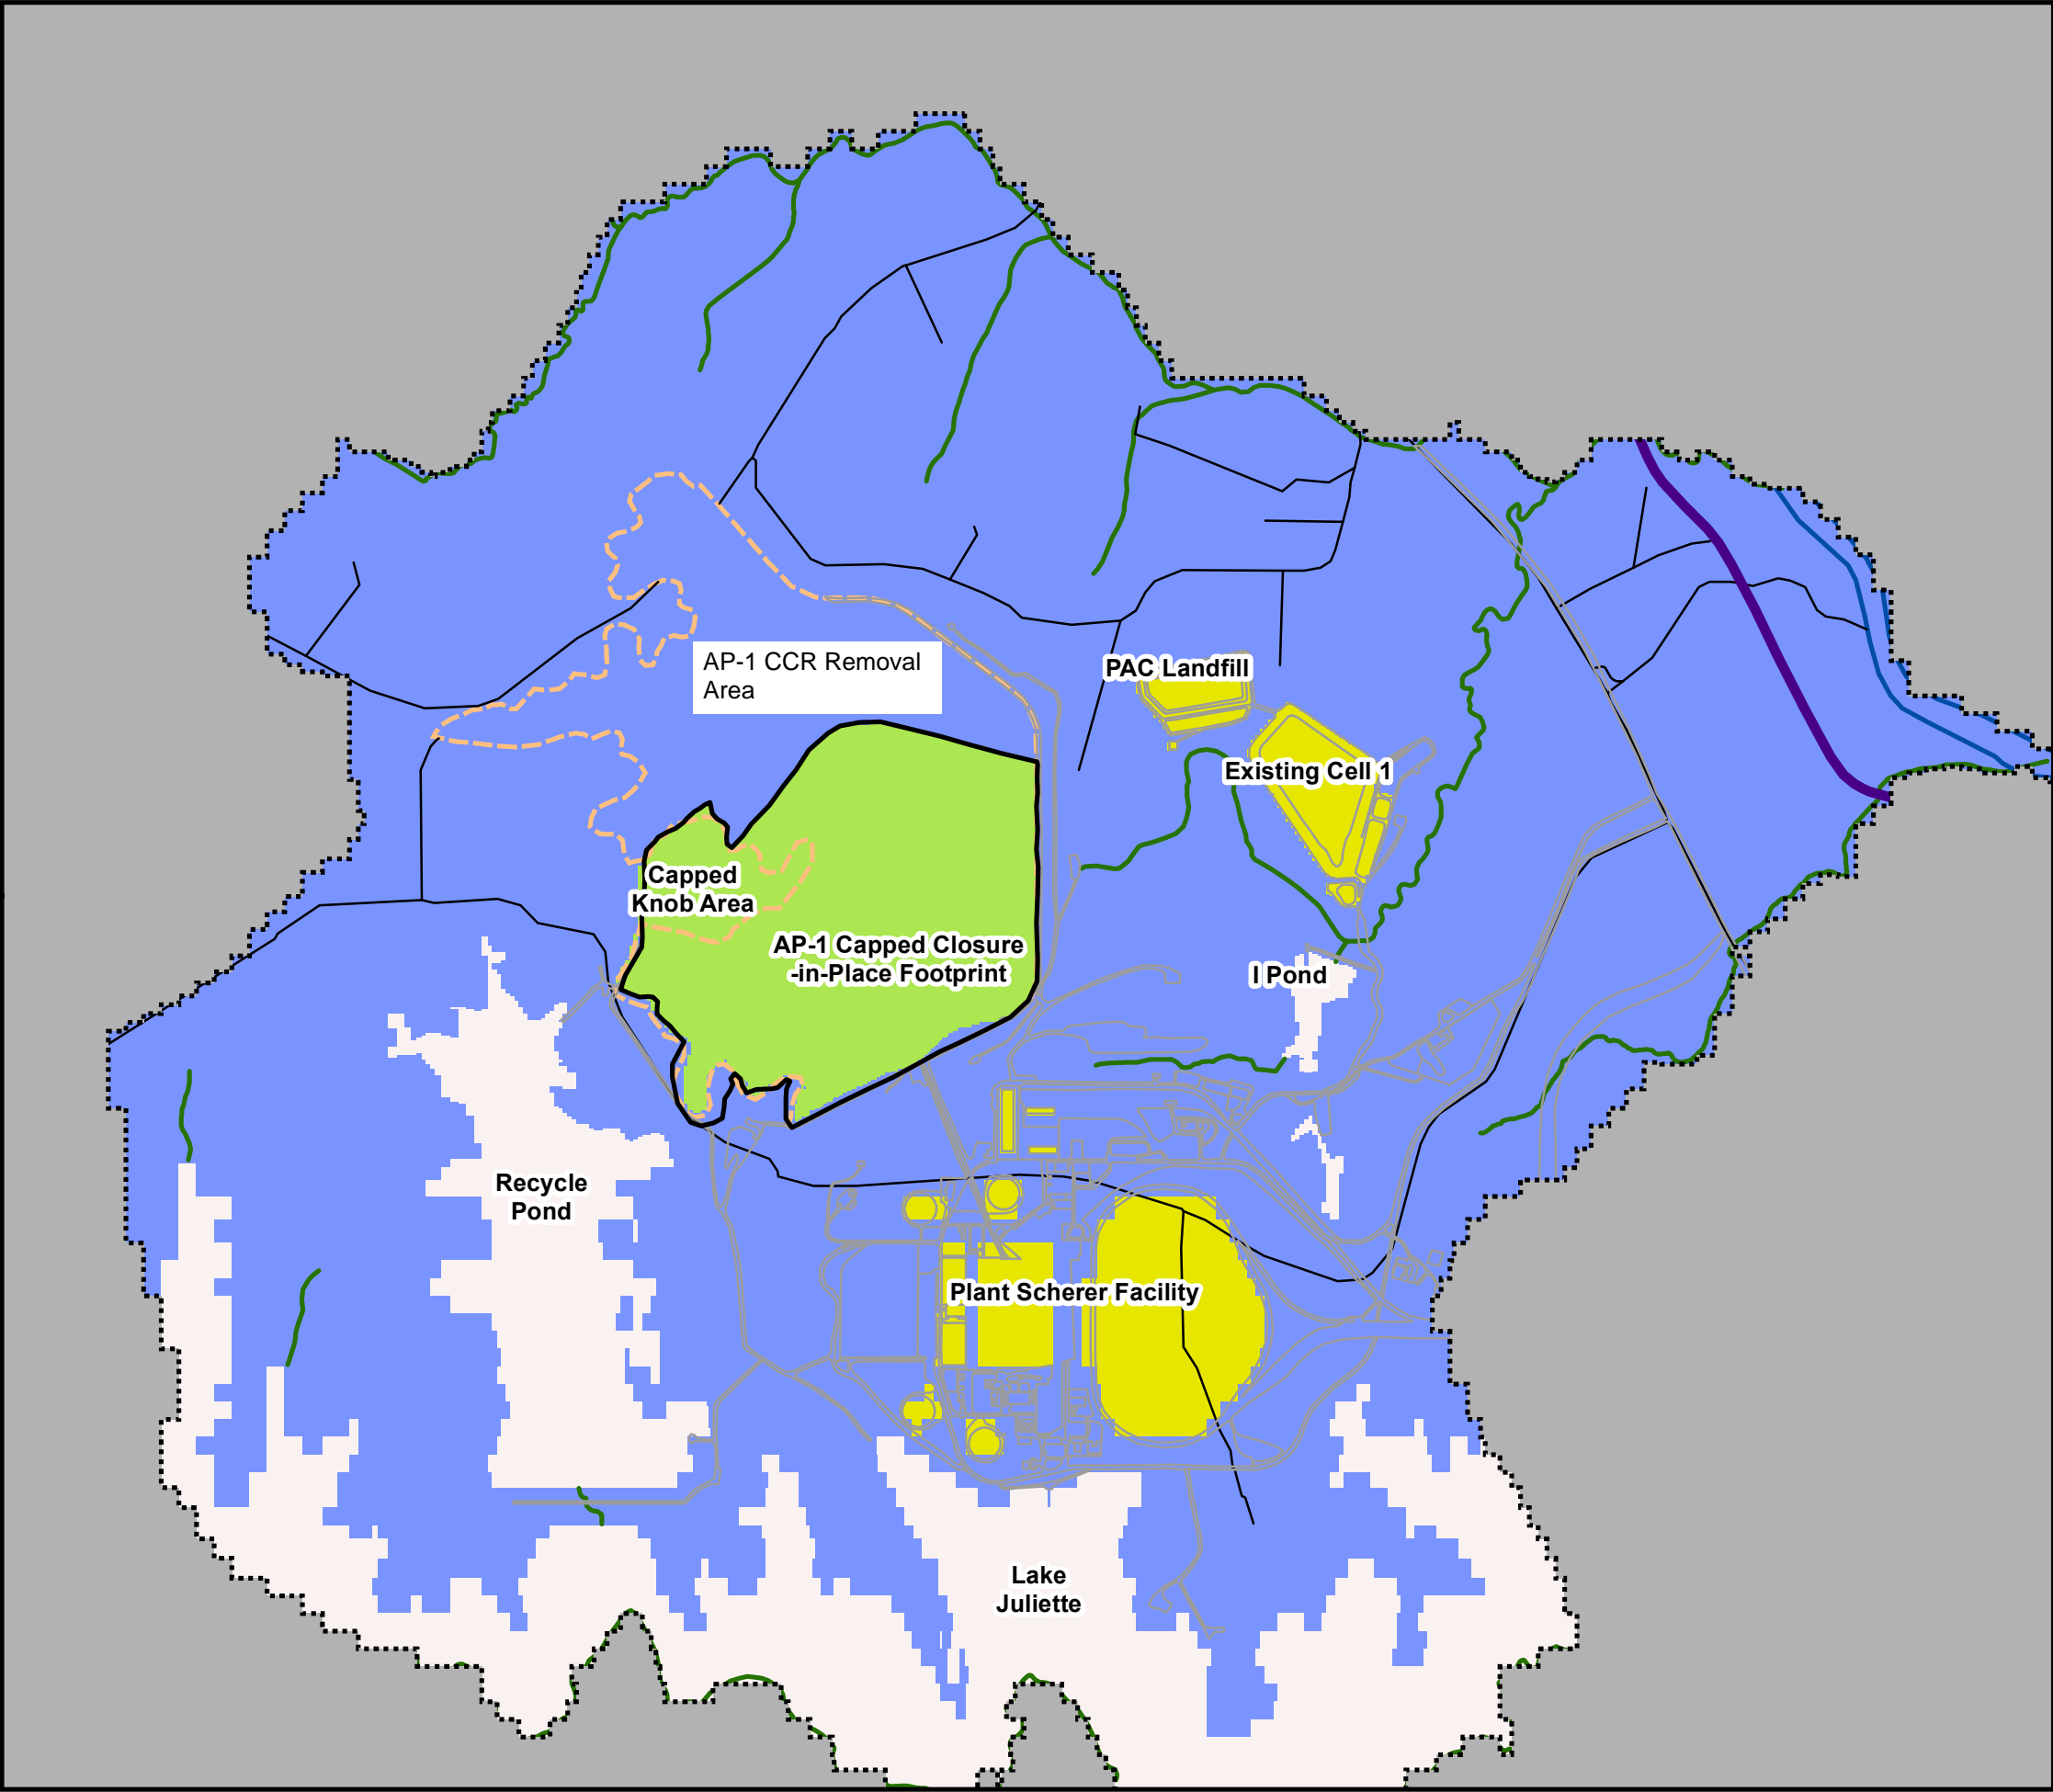 AP-1 CCR Removal
Area
PAC Landfill
Existing Cell 1
Capped
Knob Area
AP-1 Capped Closure
-in-Place Footprint
I Pond
Recycle
Pond
Plant Scherer Facility
Lake
Juliette